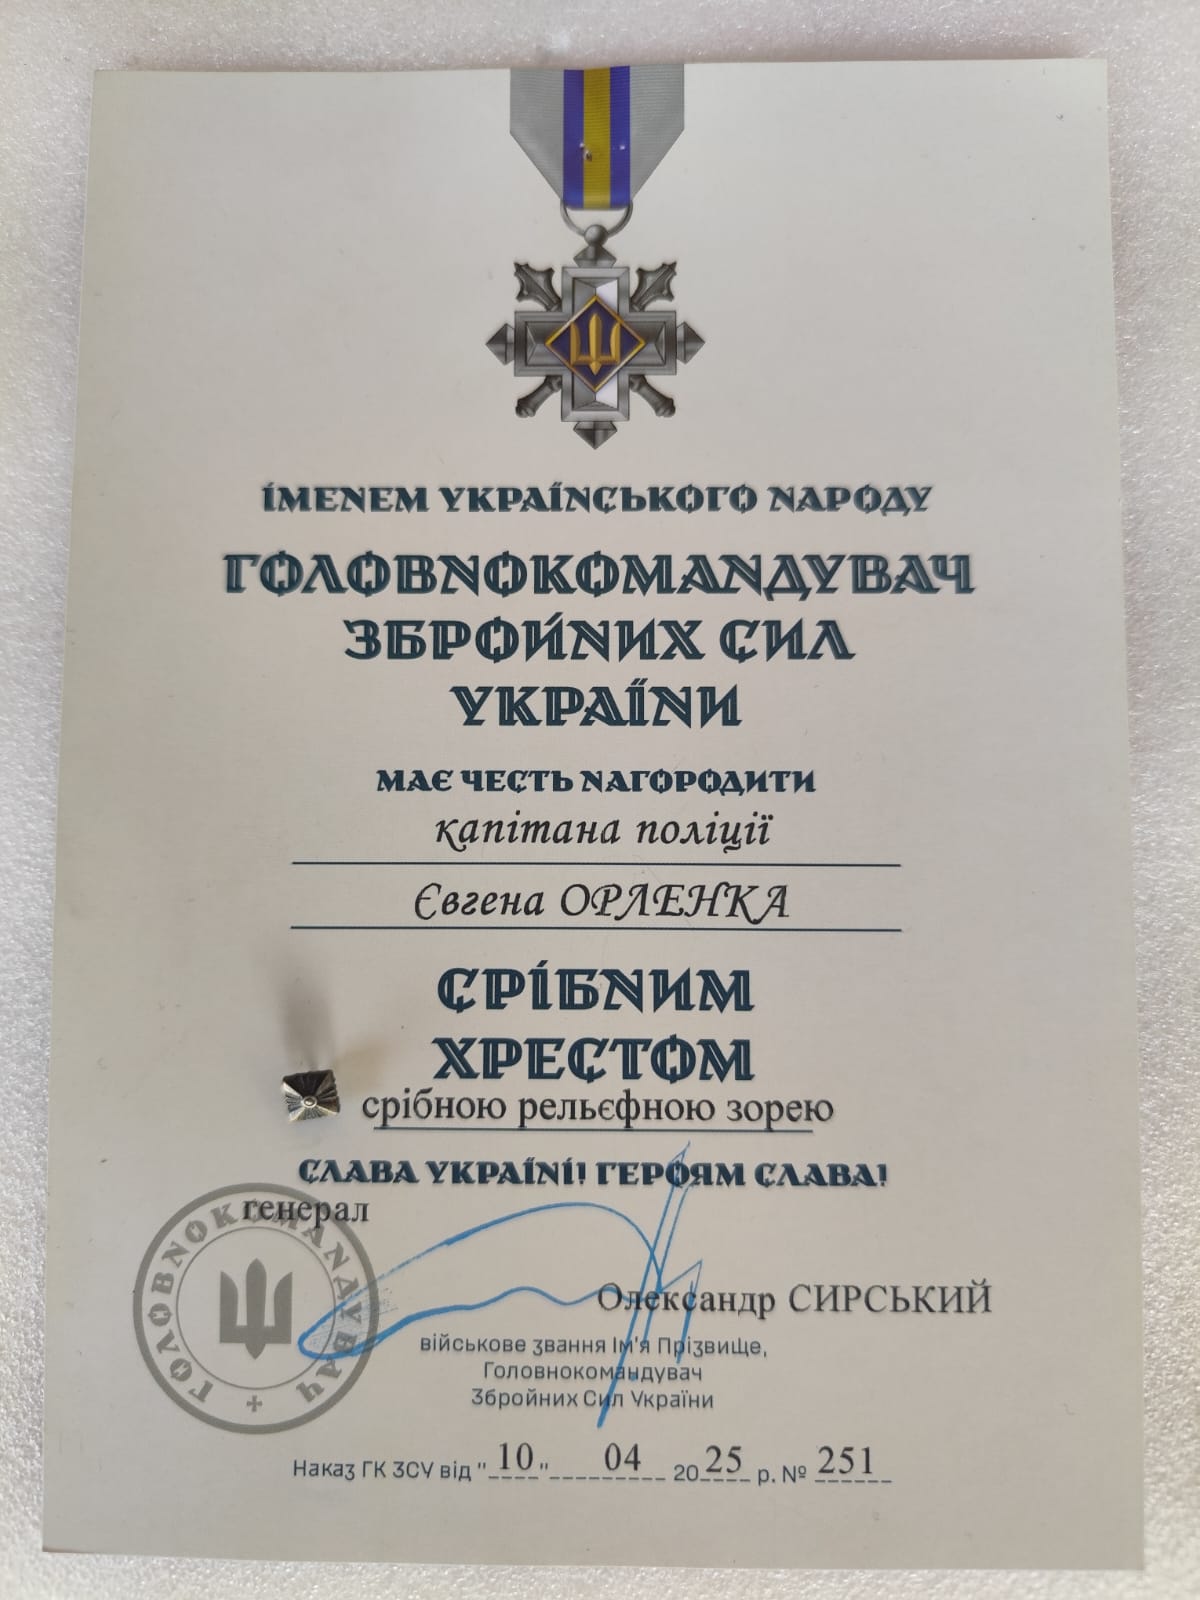 ІМЕНЕМ УКРАЇНСЬКОГО НАРОДУ
ГОЛОВНОКОМАНДУВАЧ
ЗБРОЙНИХ СИЛ
УКРАЇНИ
МАЄ ЧЕСТЬ НАГОРОДИТИ
капітана поліції
Євгена ОРЛЕНКА
СРІБНИМ
ХРЕСТОМ
срібною рельєфною зорею
СЛАВА УКРАЇНІ! ГЕРОЯМ СЛАВА!
генерал
ГОЛОВНОКОМАНДУВАЧ
Олександр СИРСЬКИЙ
військове звання Ім'я Прізвище,
Головнокомандувач
Збройних Сил України
Наказ ГК ЗСУ від "10" 04 2025 р. № 251